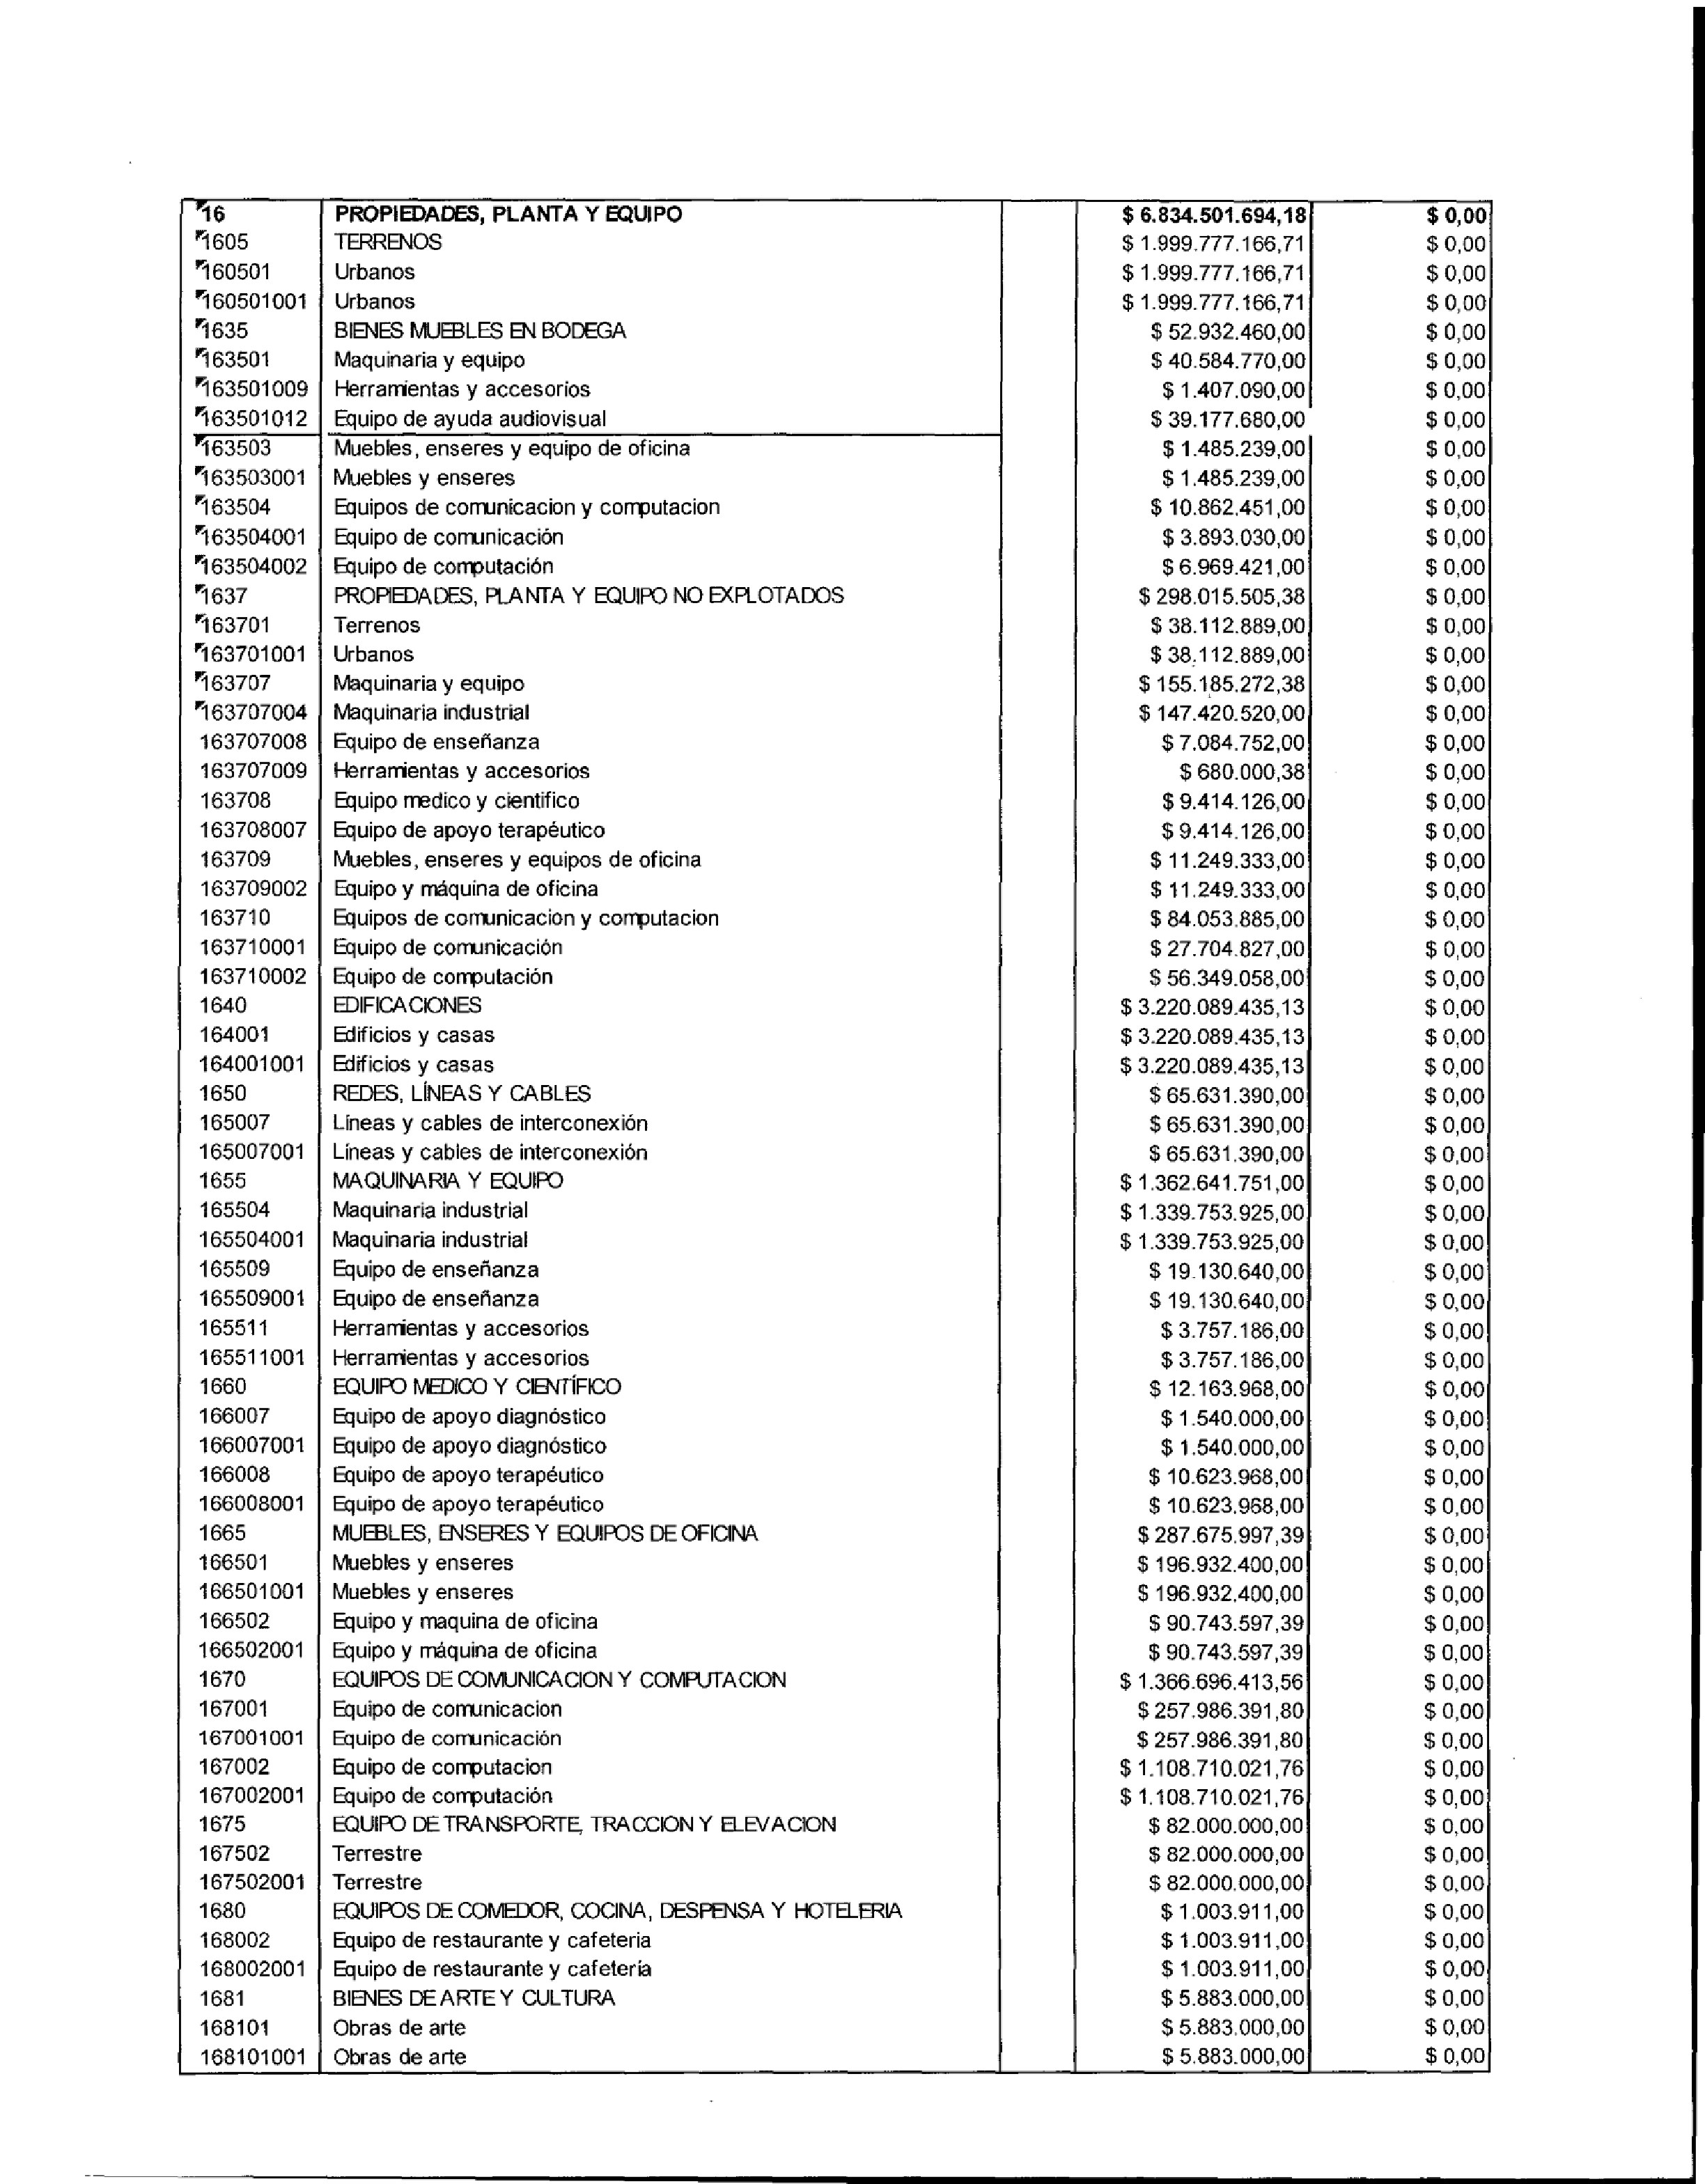 16 PROPIEDADES, PLANTA Y EQUIPO $ 6.834.501.694,18 $ 0,00
1605 TERRENOS $ 1.999.777.166,71 $ 0,00
160501 Urbanos $ 1.999.777.166,71 $ 0,00
160501001 Urbanos $ 1.999.777.166,71 $ 0,00
1635 BIENES MUEBLES EN BODEGA $ 52.932.460,00 $ 0,00
163501 Maquinaria y equipo $ 40.584.770,00 $ 0,00
163501009 Herramientas y accesorios $ 1.407.090,00 $ 0,00
163501012 Equipo de ayuda audiovisual $ 39.177.680,00 $ 0,00
163503 Muebles, enseres y equipo de oficina $ 1.485.239,00 $ 0,00
163503001 Muebles y enseres $ 1.485.239,00 $ 0,00
163504 Equipos de comunicacion y computacion $ 10.862.451,00 $ 0,00
163504001 Equipo de comunicación $ 3.893.030,00 $ 0,00
163504002 Equipo de computación $ 6.969.421,00 $ 0,00
1637 PROPIEDADES, PLANTA Y EQUIPO NO EXPLOTADOS $ 298.015.505,38 $ 0,00
163701 Terrenos $ 38.112.889,00 $ 0,00
163701001 Urbanos $ 38.112.889,00 $ 0,00
163707 Maquinaria y equipo $ 155.185.272,38 $ 0,00
163707004 Maquinaria industrial $ 147.420.520,00 $ 0,00
163707008 Equipo de enseñanza $ 7.084.752,00 $ 0,00
163707009 Herramientas y accesorios $ 680.000,38 $ 0,00
163708 Equipo medico y cientifico $ 9.414.126,00 $ 0,00
163708007 Equipo de apoyo terapéutico $ 9.414.126,00 $ 0,00
163709 Muebles, enseres y equipos de oficina $ 11.249.333,00 $ 0,00
163709002 Equipo y máquina de oficina $ 11.249.333,00 $ 0,00
163710 Equipos de comunicacion y computacion $ 84.053.885,00 $ 0,00
163710001 Equipo de comunicación $ 27.704.827,00 $ 0,00
163710002 Equipo de computación $ 56.349.058,00 $ 0,00
1640 EDIFICACIONES $ 3.220.089.435,13 $ 0,00
164001 Edificios y casas $ 3.220.089.435,13 $ 0,00
164001001 Edificios y casas $ 3.220.089.435,13 $ 0,00
1650 REDES, LÍNEAS Y CABLES $ 65.631.390,00 $ 0,00
165007 Líneas y cables de interconexión $ 65.631.390,00 $ 0,00
165007001 Líneas y cables de interconexión $ 65.631.390,00 $ 0,00
1655 MAQUINARIA Y EQUIPO $ 1.362.641.751,00 $ 0,00
165504 Maquinaria industrial $ 1.339.753.925,00 $ 0,00
165504001 Maquinaria industrial $ 1.339.753.925,00 $ 0,00
165509 Equipo de enseñanza $ 19.130.640,00 $ 0,00
165509001 Equipo de enseñanza $ 19.130.640,00 $ 0,00
165511 Herramientas y accesorios $ 3.757.186,00 $ 0,00
165511001 Herramientas y accesorios $ 3.757.186,00 $ 0,00
1660 EQUIPO MEDICO Y CIENTÍFICO $ 12.163.968,00 $ 0,00
166007 Equipo de apoyo diagnóstico $ 1.540.000,00 $ 0,00
166007001 Equipo de apoyo diagnóstico $ 1.540.000,00 $ 0,00
166008 Equipo de apoyo terapéutico $ 10.623.968,00 $ 0,00
166008001 Equipo de apoyo terapéutico $ 10.623.968,00 $ 0,00
1665 MUEBLES, ENSERES Y EQUIPOS DE OFICINA $ 287.675.997,39 $ 0,00
166501 Muebles y enseres $ 196.932.400,00 $ 0,00
166501001 Muebles y enseres $ 196.932.400,00 $ 0,00
166502 Equipo y maquina de oficina $ 90.743.597,39 $ 0,00
166502001 Equipo y máquina de oficina $ 90.743.597,39 $ 0,00
1670 EQUIPOS DE COMUNICACION Y COMPUTACION $ 1.366.696.413,56 $ 0,00
167001 Equipo de comunicacion $ 257.986.391,80 $ 0,00
167001001 Equipo de comunicación $ 257.986.391,80 $ 0,00
167002 Equipo de computacion $ 1.108.710.021,76 $ 0,00
167002001 Equipo de computación $ 1.108.710.021,76 $ 0,00
1675 EQUIPO DE TRANSPORTE, TRACCION Y ELEVACION $ 82.000.000,00 $ 0,00
167502 Terrestre $ 82.000.000,00 $ 0,00
167502001 Terrestre $ 82.000.000,00 $ 0,00
1680 EQUIPOS DE COMEDOR, COCINA, DESPENSA Y HOTELERIA $ 1.003.911,00 $ 0,00
168002 Equipo de restaurante y cafeteria $ 1.003.911,00 $ 0,00
168002001 Equipo de restaurante y cafetería $ 1.003.911,00 $ 0,00
1681 BIENES DE ARTE Y CULTURA $ 5.883.000,00 $ 0,00
168101 Obras de arte $ 5.883.000,00 $ 0,00
168101001 Obras de arte $ 5.883.000,00 $ 0,00